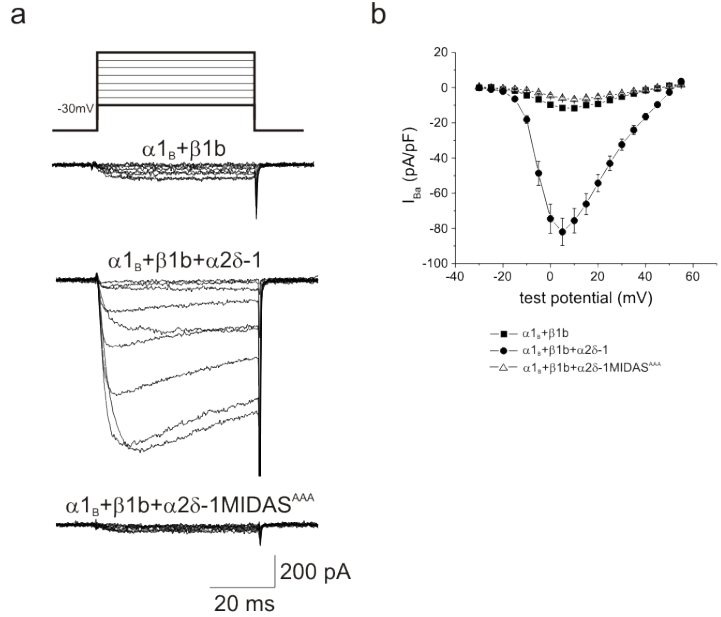 a
-30mV
α1B+β1b
α1B+β1b+α2δ-1
α1B+β1b+α2δ-1MIDASAAA
200 pA
20 ms
b
20
0
-20
-40
-60
-80
-100
IBa (pA/pF)
-40 -20 0 20 40 60
test potential (mV)
α1B+β1b
α1B+β1b+α2δ-1
α1B+β1b+α2δ-1MIDASAAA